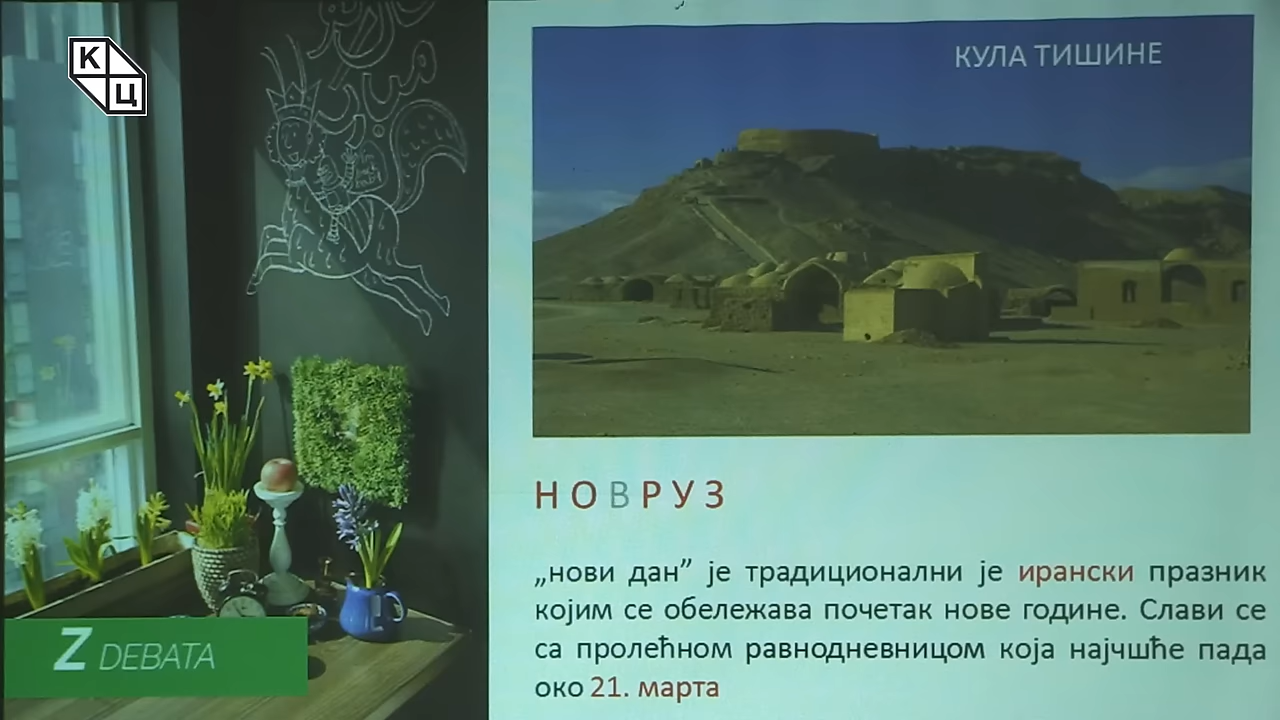 К
Ц
КУЛА ТИШИНЕ
НОВРУЗ
„нови дан” је традиционални је ирански празник
којим се обележава почетак нове године. Слави се
са пролећном равнодневницом која најчшће пада
око 21. марта
Z DEBATA